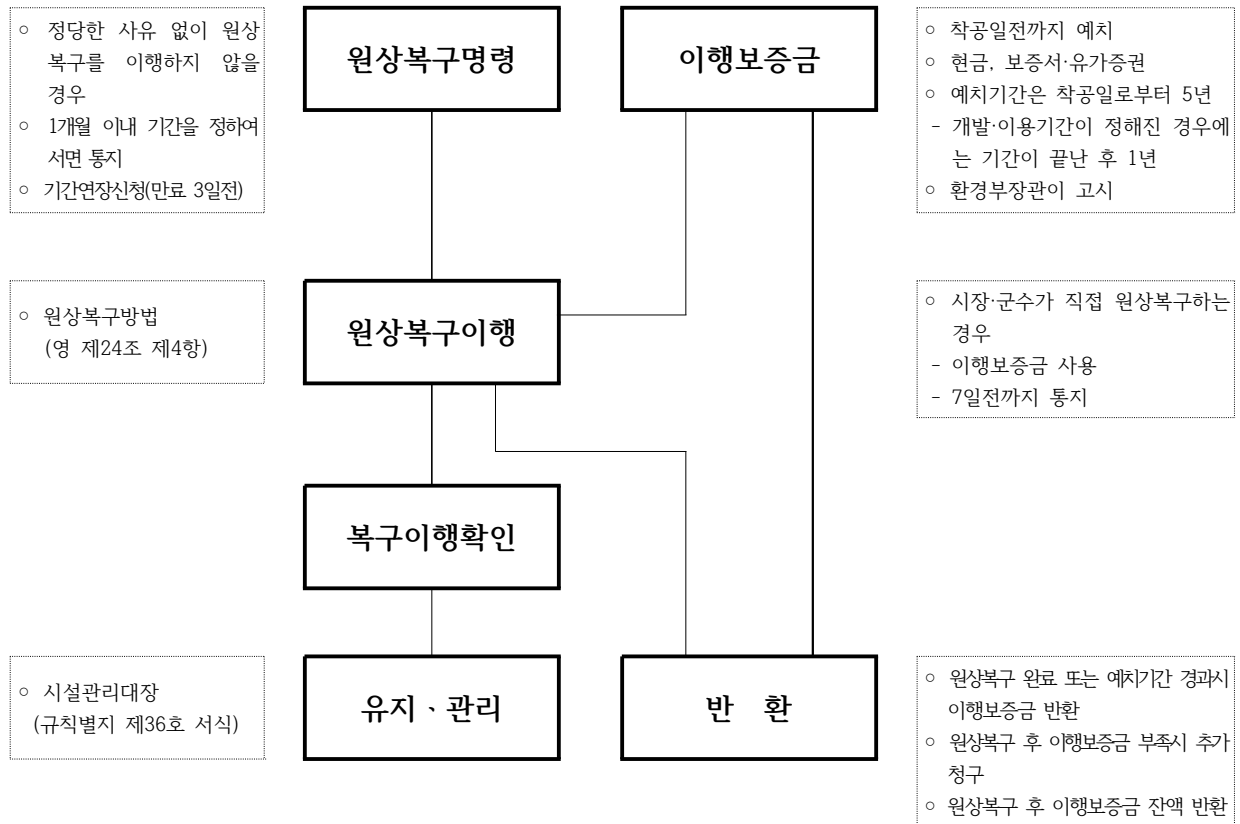 ○ 정당한 사유 없이 원상
복구를 이행하지 않을
경우
○ 1개월 이내 기간을 정하여
서면 통지
○ 기간연장신청(만료 3일전)
원상복구명령
이행보증금
○ 착공일전까지 예치
○ 현금, 보증서·유가증권
○ 예치기간은 착공일로부터 5년
- 개발·이용기간이 정해진 경우에
는 기간이 끝난 후 1년
○ 환경부장관이 고시
○ 원상복구방법
(영 제24조 제4항)
원상복구이행
○ 시장·군수가 직접 원상복구하는
경우
- 이행보증금 사용
- 7일전까지 통지
복구이행확인
○ 시설관리대장
(규칙별지 제36호 서식)
유지、관리
반 환
○ 원상복구 완료 또는 예치기간 경과시
이행보증금 반환
○ 원상복구 후 이행보증금 부족시 추가
청구
○ 원상복구 후 이행보증금 잔액 반환